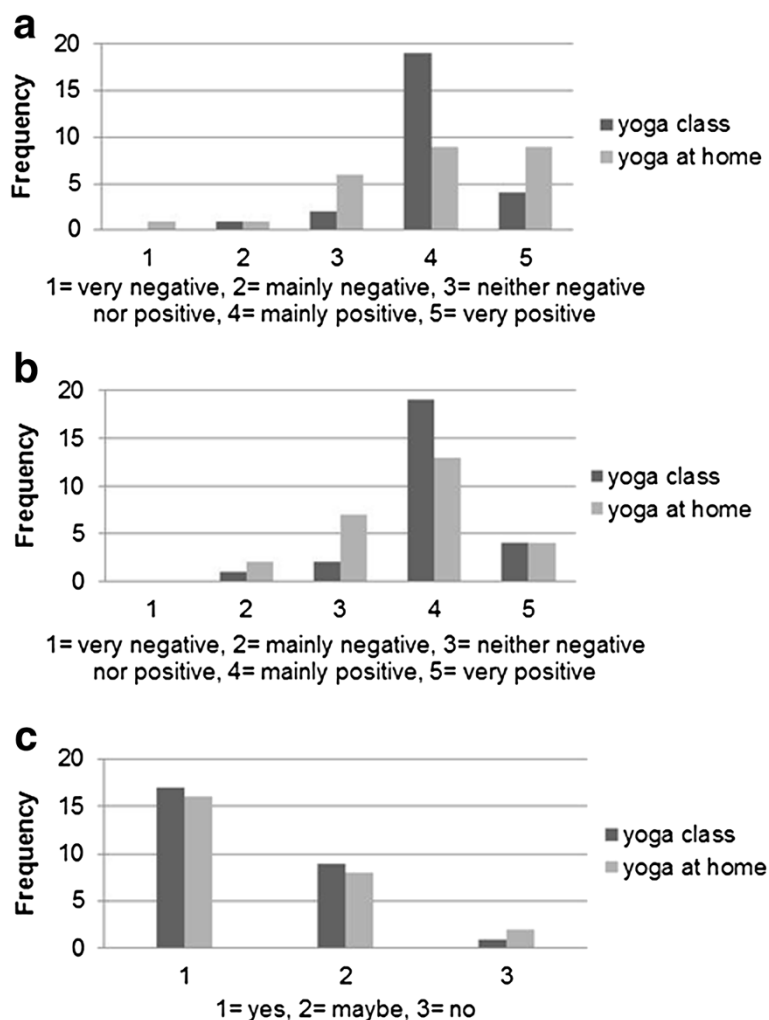 a
20
15
10
5
0
Frequency
yoga class
yoga at home
1 2 3 4 5
1= very negative, 2= mainly negative, 3= neither negative
nor positive, 4= mainly positive, 5= very positive
b
20
15
10
5
0
Frequency
yoga class
yoga at home
1 2 3 4 5
1= very negative, 2= mainly negative, 3= neither negative
nor positive, 4= mainly positive, 5= very positive
c
20
15
10
5
0
Frequency
yoga class
yoga at home
1 2 3
1= yes, 2= maybe, 3= no